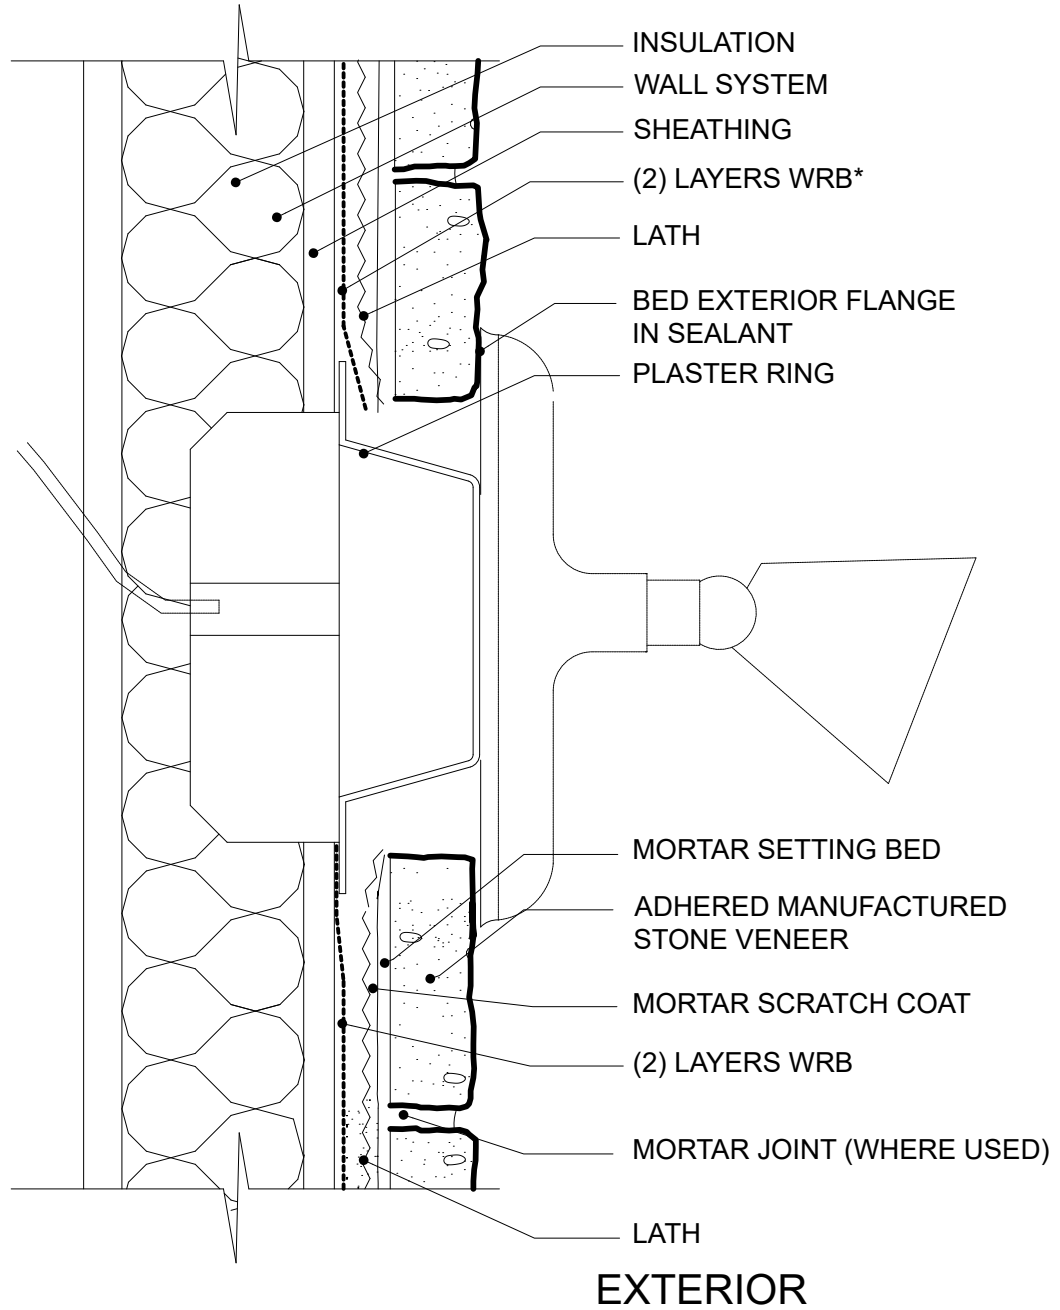 INSULATION
WALL SYSTEM
SHEATHING
(2) LAYERS WRB*
LATH
BED EXTERIOR FLANGE
IN SEALANT
PLASTER RING
MORTAR SETTING BED
ADHERED MANUFACTURED
STONE VENEER
MORTAR SCRATCH COAT
(2) LAYERS WRB
MORTAR JOINT (WHERE USED)
LATH
EXTERIOR